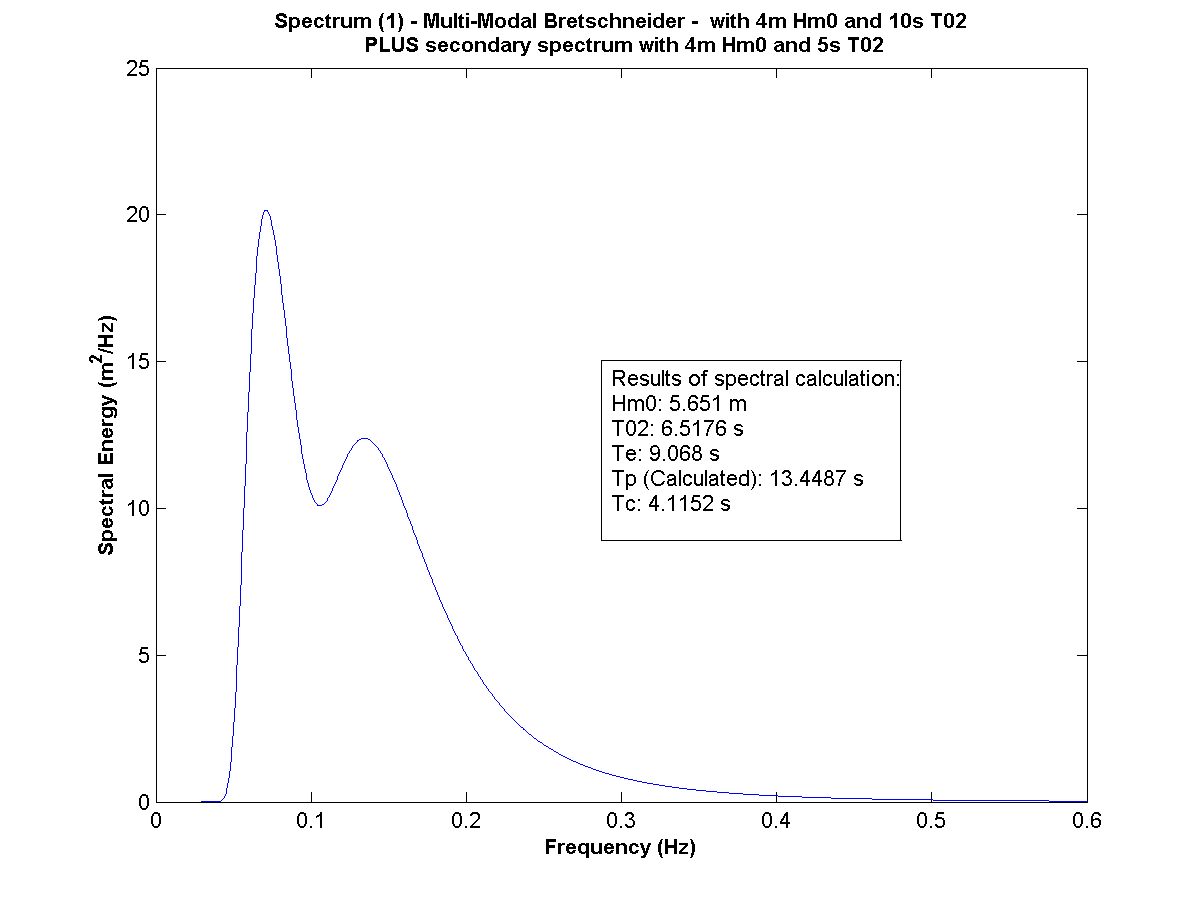 Spectrum (1) - Multi-Modal Bretschneider -  with 4m Hm0 and 10s T02
PLUS secondary spectrum with 4m Hm0 and 5s T02
25
20
15
10
5
0
Spectral Energy (m²/Hz)
Results of spectral calculation:
Hm0: 5.651 m
T02: 6.5176 s
Te: 9.068 s
Tp (Calculated): 13.4487 s
Tc: 4.1152 s
0 0.1 0.2 0.3 0.4 0.5 0.6
Frequency (Hz)